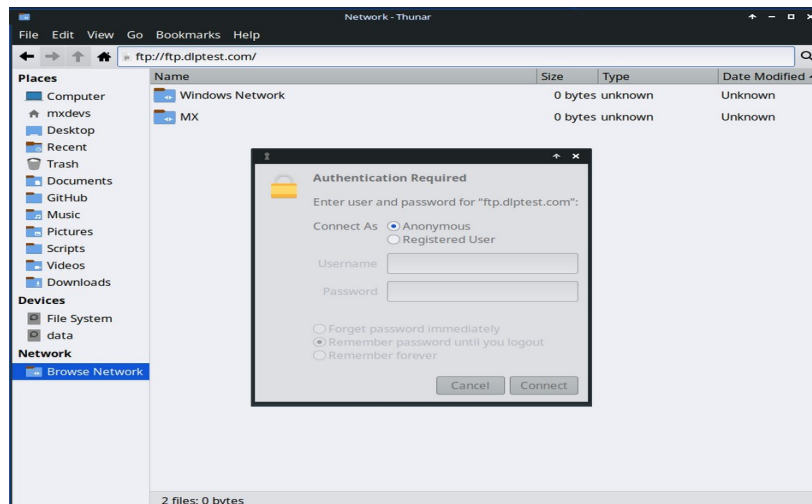 Network - Thunar
File Edit View Go Bookmarks Help
ftp://ftp.dlptest.com/
Places
Computer
mxdevs
Desktop
Recent
Trash
Documents
GitHub
Music
Pictures
Scripts
Videos
Downloads
Devices
File System
data
Network
Browse Network
Name Size Type Date Modified
Windows Network 0 bytes unknown Unknown
MX 0 bytes unknown Unknown
Authentication Required
Enter user and password for "ftp.dlptest.com":
Connect As Anonymous
Registered User
Username
Password
Forget password immediately
Remember password until you logout
Remember forever
Cancel Connect
2 files: 0 bytes